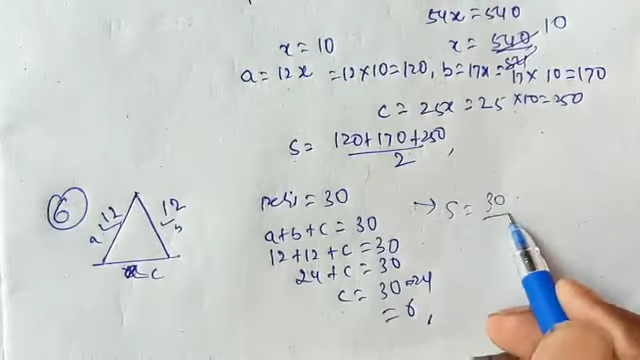 54x = 540
x = 10
x = 540 10
a = 12x = 12 × 10 = 120, b = 17x = 17 × 10 = 170
c = 25x = 25 × 10 = 250
S = 120 + 170 + 250
2,
6
12 12
a b
c
peri = 30
a + b + c = 30
12 + 12 + c = 30
24 + c = 30
c = 30 - 24
= 6,
→ S = 30